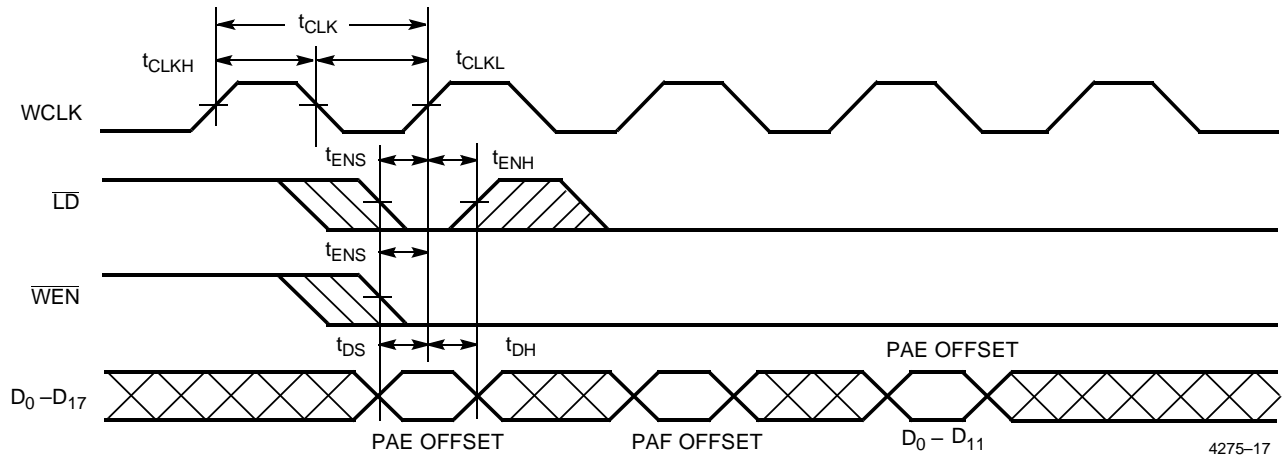 tCLK
tCLKH
tCLKL
WCLK
tENS
tENH
LD
tENS
WEN
tDS
tDH
PAE OFFSET
D0 –D17
PAE OFFSET
PAF OFFSET
D0 – D11
4275–17